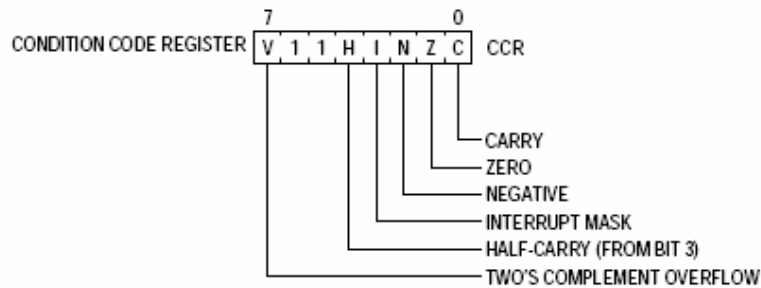 7 0
CONDITION CODE REGISTER V 1 1 H I N Z C CCR
CARRY
ZERO
NEGATIVE
INTERRUPT MASK
HALF-CARRY (FROM BIT 3)
TWO'S COMPLEMENT OVERFLOW